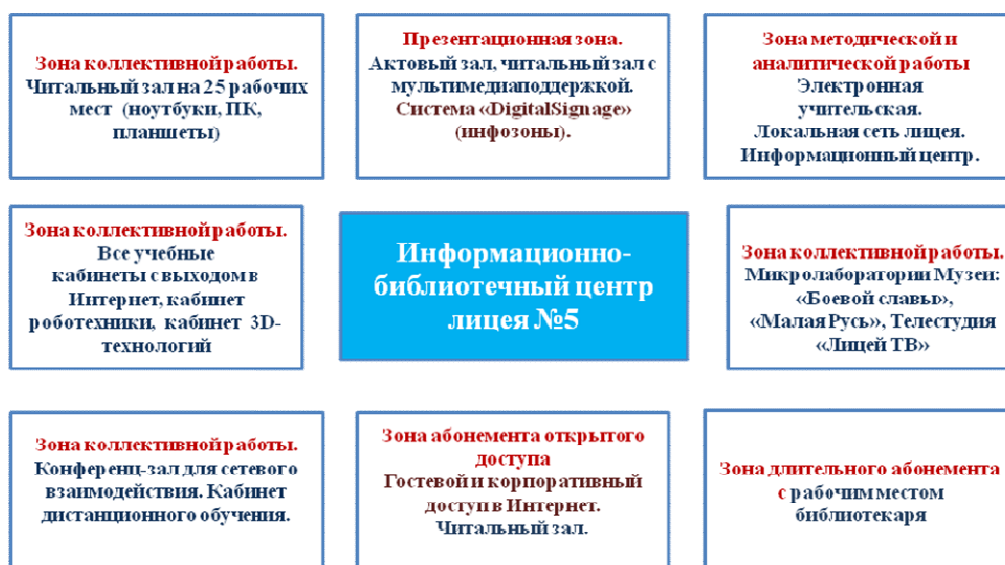 Зона коллективной работы.
Читальный зал на 25 рабочих
мест (ноутбуки, ПК,
планшеты)
Презентационная зона.
Актовый зал, читальный зал с
мультимедиаподдержкой.
Система «DigitalSignage»
(инфозоны).
Зона методической и
аналитической работы
Электронная
учительская.
Локальная сеть лицея.
Информационный центр.
Зона коллективной работы.
Все учебные
кабинеты с выходом в
Интернет, кабинет
роботехники, кабинет 3D-
технологий
Информационно-
библиотечный центр
лицея №5
Зона коллективной работы.
Микролаборатории Музеи:
«Боевой славы»,
«Малая Русь», Телестудия
«Лицей ТВ»
Зона коллективной работы.
Конференц-зал для сетевого
взаимодействия. Кабинет
дистанционного обучения.
Зона абонемента открытого
доступа
Гостевой и корпоративный
доступ в Интернет.
Читальный зал.
Зона длительного абонемента
с рабочим местом
библиотекаря